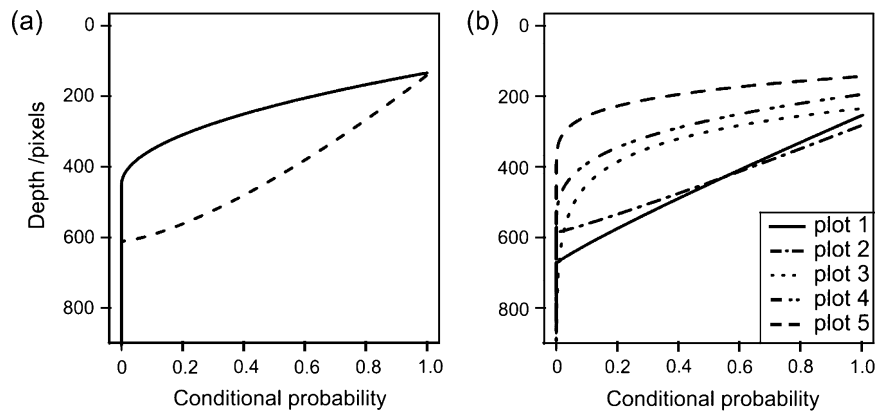 (a)
0
200
400
600
800
Depth /pixels
0 0.2 0.4 0.6 0.8 1.0
Conditional probability
(b)
0
200
400
600
800
plot 1
plot 2
plot 3
plot 4
plot 5
0 0.2 0.4 0.6 0.8 1.0
Conditional probability